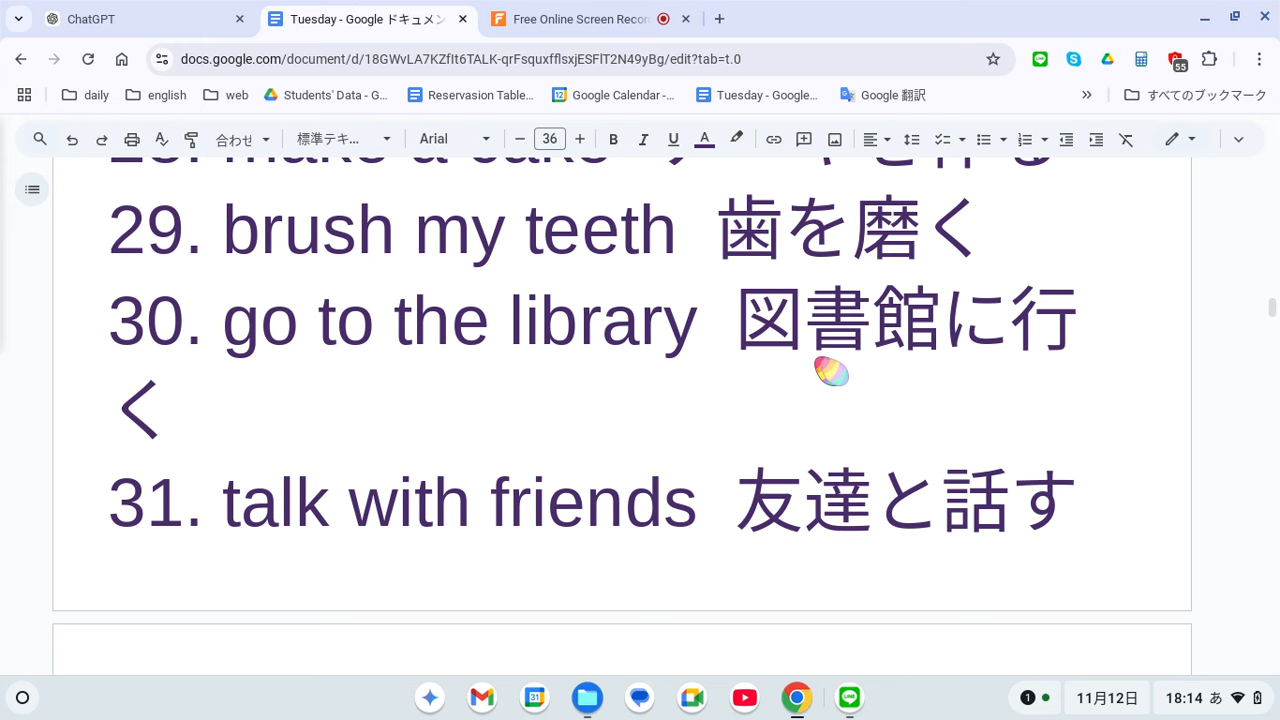 ChatGPT
Tuesday - Google ドキュメン
Free Online Screen Recor
docs.google.com/document/d/
edit?tab=t.0
55
daily
english
web
Students' Data - G...
Reservasion Table...
Google Calendar -...
Tuesday - Google...
Google 翻訳
すべてのブックマーク
合わせ
標準テキ...
Arial
36
29. brush my teeth 歯を磨く
30. go to the library 図書館に行
く
31. talk with friends 友達と話す
1
11月12日
18:14 あ